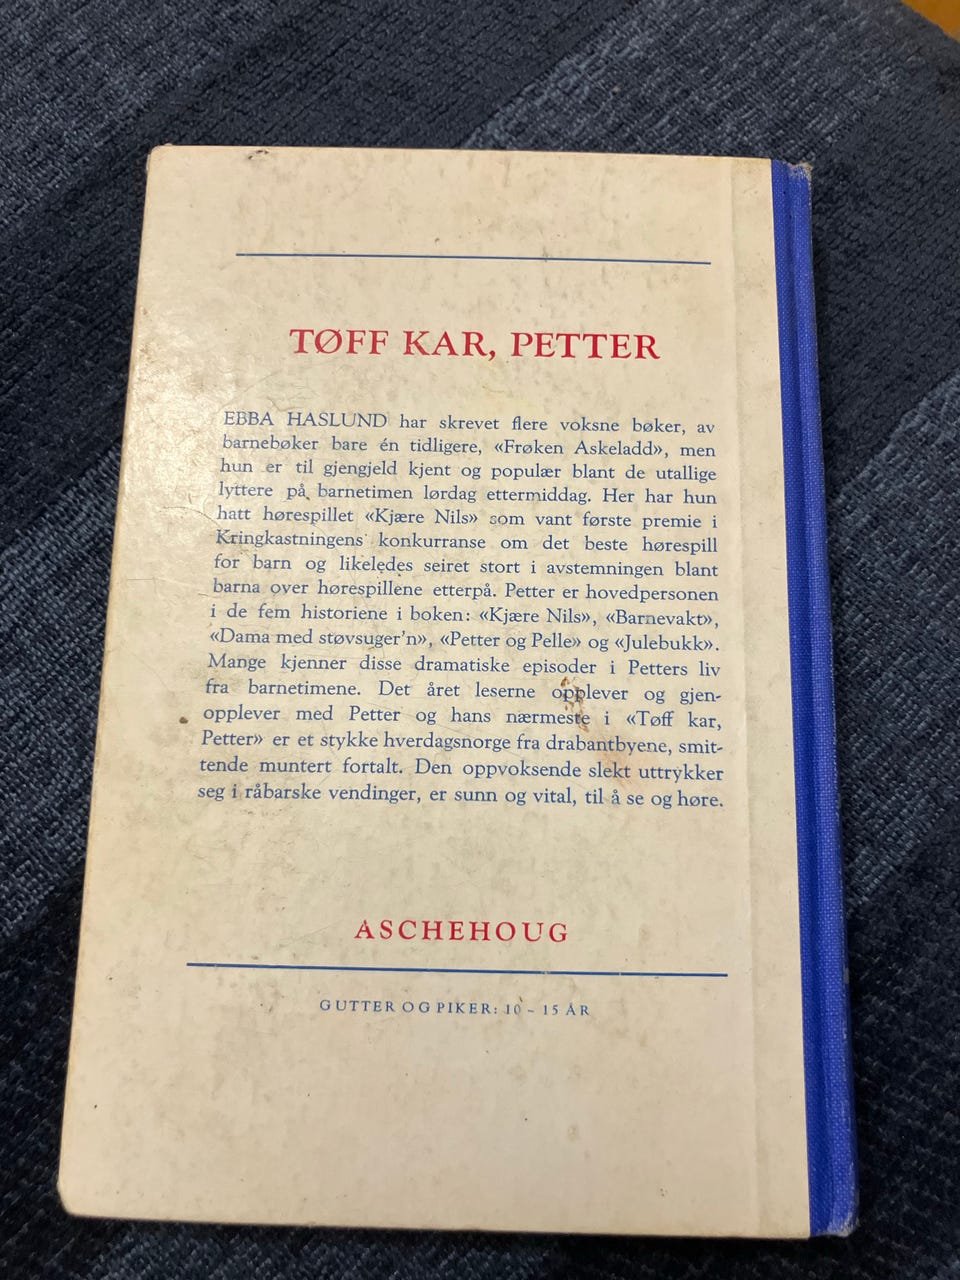 TØFF KAR, PETTER
EBBA HASLUND har skrevet flere voksne bøker, av
barnebøker bare én tidligere, «Frøken Askeladd», men
hun er til gjengjeld kjent og populær blant de utallige
lyttere på barnetimen lørdag ettermiddag. Her har hun
hatt hørespillet «Kjære Nils» som vant første premie i
Kringkastningens konkurranse om det beste hørespill
for barn og likeledes seiret stort i avstemningen blant
barna over hørespillene etterpå. Petter er hovedpersonen
i de fem historiene i boken: «Kjære Nils», «Barnevakt»,
«Dama med støvsuger'n», «Petter og Pelle» og «Julebukk».
Mange kjenner disse dramatiske episoder i Petters liv
fra barnetimene. Det året leserne opplever og gjen-
opplever med Petter og hans nærmeste i «Tøff kar,
Petter» er et stykke hverdagsnorge fra drabantbyene, smit-
tende muntert fortalt. Den oppvoksende slekt uttrykker
seg i råbarske vendinger, er sunn og vital, til å se og høre.
ASCHEHOUG
GUTTER OG PIKER: 10 – 15 ÅR